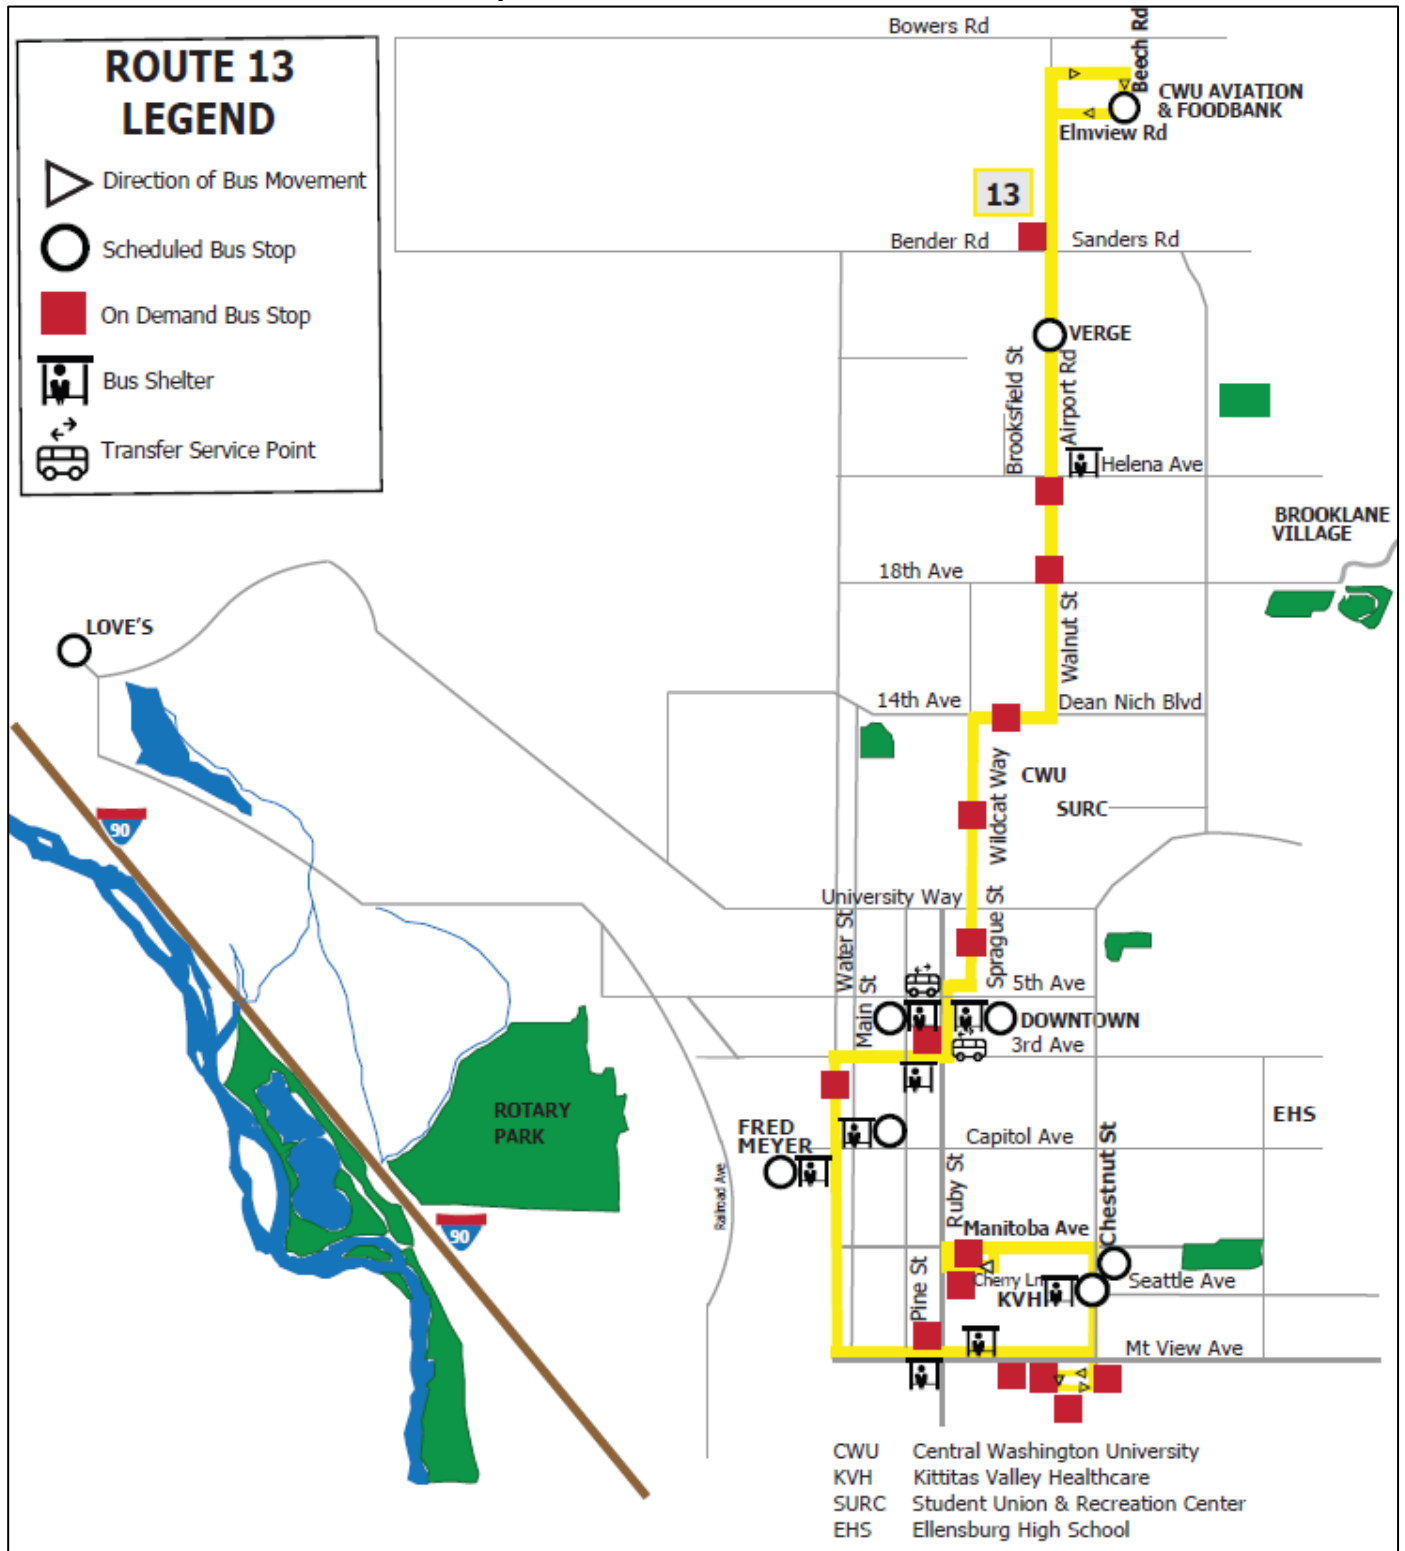 ROUTE 13
LEGEND
Direction of Bus Movement
Scheduled Bus Stop
On Demand Bus Stop
Bus Shelter
Transfer Service Point
Bowers Rd
Beech Rd
CWU AVIATION
& FOODBANK
Elmview Rd
13
Bender Rd
Sanders Rd
VERGE
Brooksfield St
Airport Rd
Helena Ave
BROOKLANE
VILLAGE
18th Ave
Walnut St
LOVE'S
14th Ave
Dean Nich Blvd
Wildcat Way
CWU
SURC
90
University Way
Sprague St
Water St
Main St
5th Ave
DOWNTOWN
3rd Ave
ROTARY
PARK
FRED
MEYER
EHS
Capitol Ave
Chestnut St
Railroad Ave
Ruby St
Manitoba Ave
90
Pine St
Cherry Ln
KVH
Seattle Ave
Mt View Ave
CWU Central Washington University
KVH Kittitas Valley Healthcare
SURC Student Union & Recreation Center
EHS Ellensburg High School